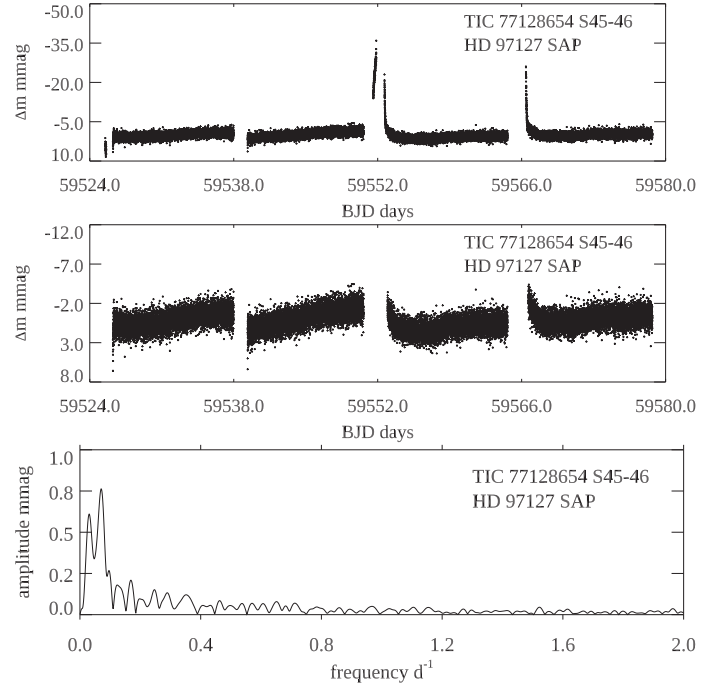 -50.0
-35.0
-20.0
-5.0
10.0
Δm mmag
TIC 77128654 S45-46
HD 97127 SAP
59524.0 59538.0 59552.0 59566.0 59580.0
BJD days
-12.0
-7.0
-2.0
3.0
8.0
Δm mmag
TIC 77128654 S45-46
HD 97127 SAP
59524.0 59538.0 59552.0 59566.0 59580.0
BJD days
1.0
0.8
0.5
0.2
0.0
amplitude mmag
TIC 77128654 S45-46
HD 97127 SAP
0.0 0.4 0.8 1.2 1.6 2.0
frequency d⁻¹